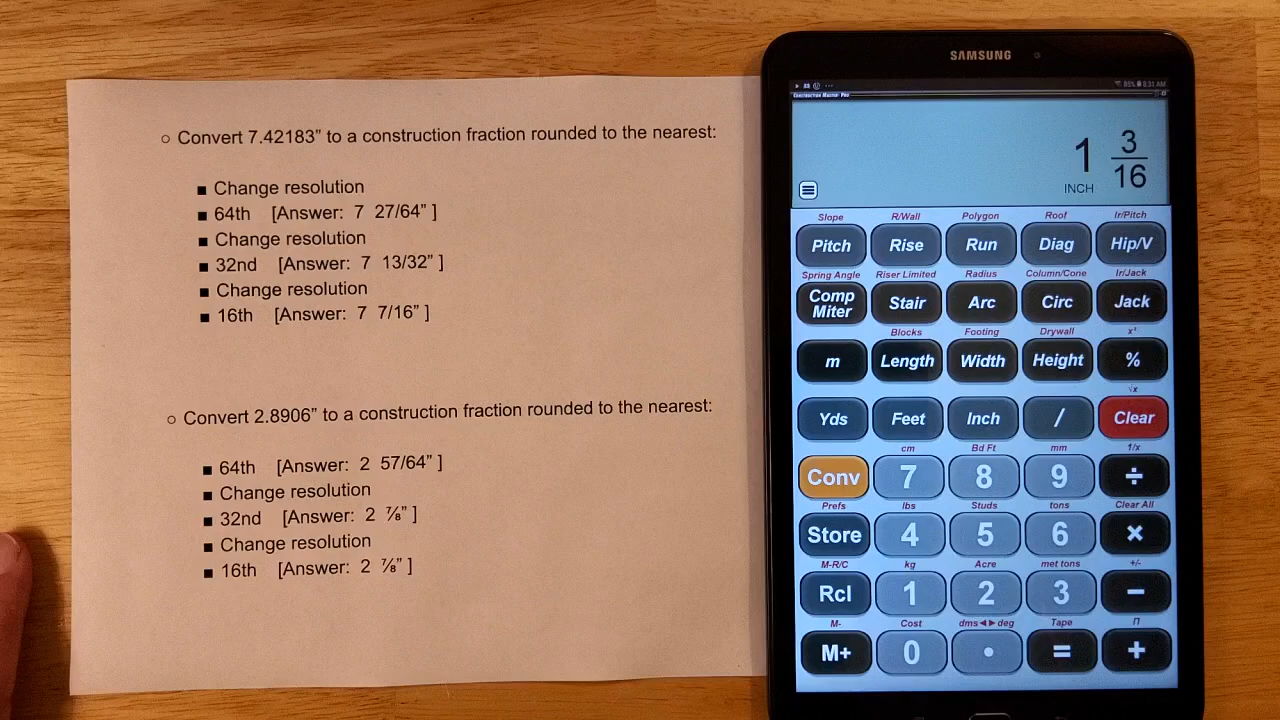 ○ Convert 7.42183” to a construction fraction rounded to the nearest:
■ Change resolution
■ 64th [Answer: 7 27/64” ]
■ Change resolution
■ 32nd [Answer: 7 13/32” ]
■ Change resolution
■ 16th [Answer: 7 7/16” ]
○ Convert 2.8906” to a construction fraction rounded to the nearest:
■ 64th [Answer: 2 57/64” ]
■ Change resolution
■ 32nd [Answer: 2 ⅞” ]
■ Change resolution
■ 16th [Answer: 2 ⅞” ]
SAMSUNG
85% 8:31 AM
Construction Master Pro
1 3/16
INCH
Slope R/Wall Polygon Roof Ir/Pitch
Pitch Rise Run Diag Hip/V
Spring Angle Riser Limited Radius Column/Cone Ir/Jack
Comp Miter Stair Arc Circ Jack
Blocks Footing Drywall x²
m Length Width Height %
√x
Yds Feet Inch / Clear
cm Bd Ft mm 1/x
Conv 7 8 9 ÷
Prefs lbs Studs tons Clear All
Store 4 5 6 ×
M-R/C kg Acre met tons +/-
Rcl 1 2 3 −
M- Cost dms◄►deg Tape Π
M+ 0 • = +